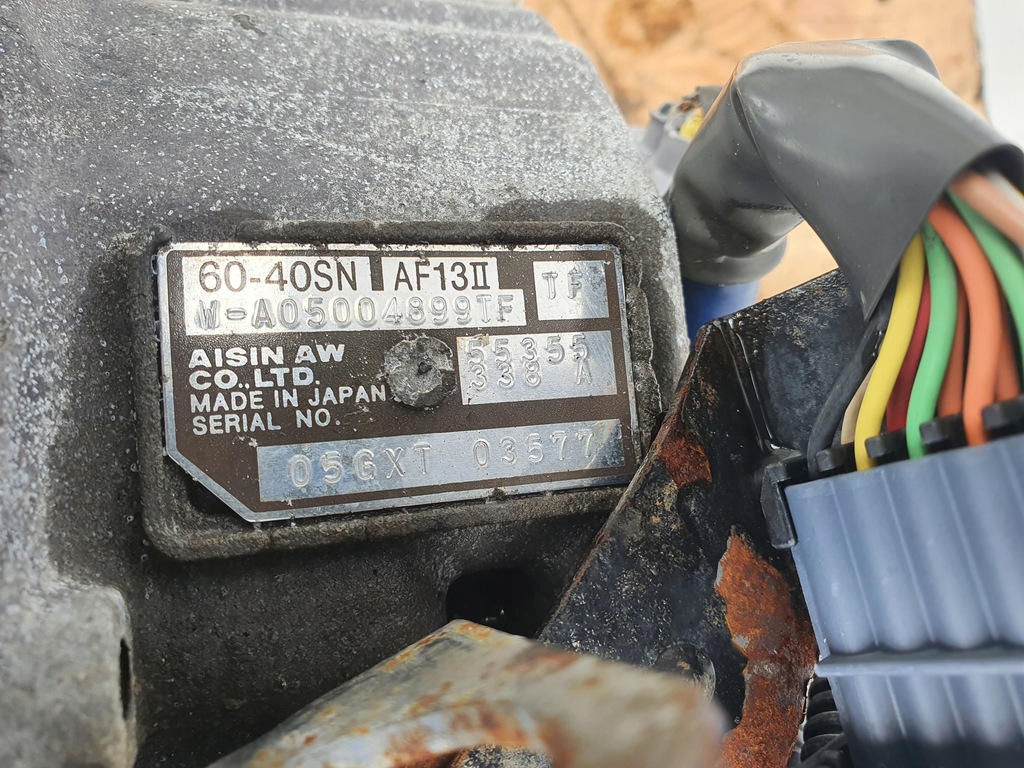 60-40SN AF13II TF
W-A05004899TF
AISIN AW
CO.,LTD.
55355
338 A
MADE IN JAPAN
SERIAL NO.
05GXT 03577